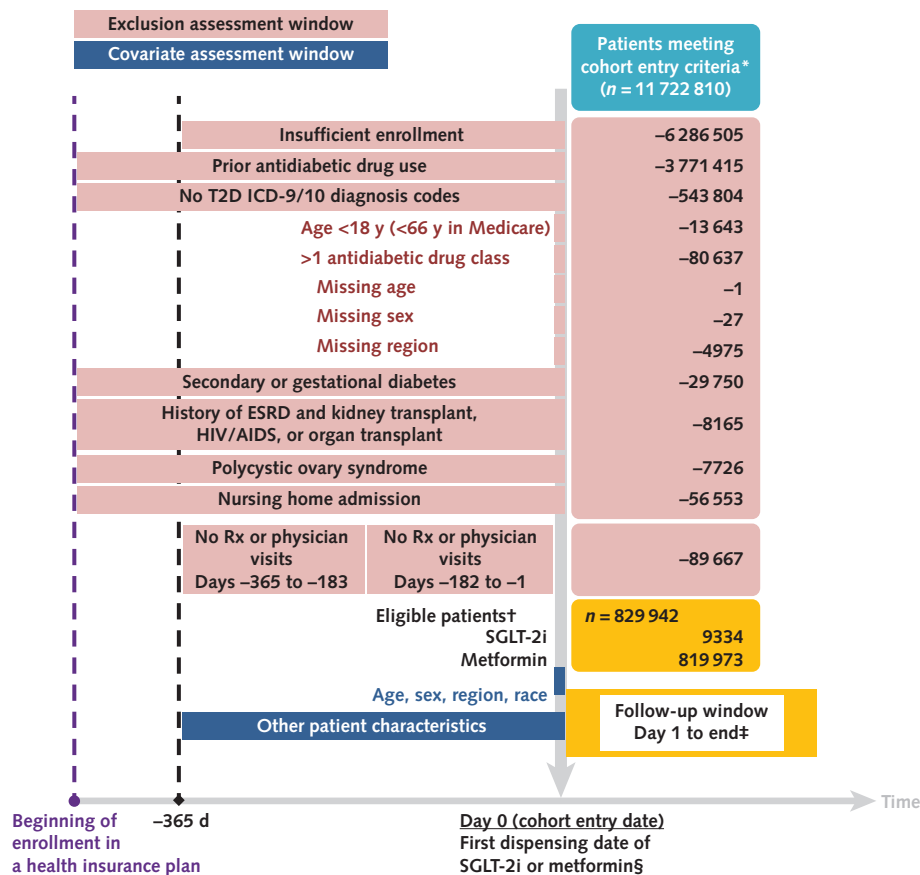 Exclusion assessment window
Covariate assessment window
Patients meeting
cohort entry criteria*
(n = 11 722 810)
Insufficient enrollment
–6 286 505
Prior antidiabetic drug use
–3 771 415
No T2D ICD-9/10 diagnosis codes
–543 804
Age <18 y (<66 y in Medicare)
–13 643
>1 antidiabetic drug class
–80 637
Missing age
–1
Missing sex
–27
Missing region
–4975
Secondary or gestational diabetes
–29 750
History of ESRD and kidney transplant,
HIV/AIDS, or organ transplant
–8165
Polycystic ovary syndrome
–7726
Nursing home admission
–56 553
No Rx or physician
visits
Days –365 to –183
No Rx or physician
visits
Days –182 to –1
–89 667
Eligible patients†
n = 829 942
SGLT-2i
9334
Metformin
819 973
Age, sex, region, race
Other patient characteristics
Follow-up window
Day 1 to end‡
Time
Beginning of
enrollment in
a health insurance plan
–365 d
Day 0 (cohort entry date)
First dispensing date of
SGLT-2i or metformin§